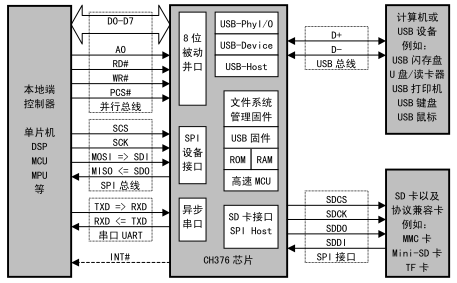 本地端
控制器
单片机
DSP
MCU
MPU
等
D0-D7
A0
RD#
WR#
PCS#
并行总线
SCS
SCK
MOSI => SDI
MISO <= SDO
SPI 总线
TXD => RXD
RXD <= TXD
串口 UART
INT#
8 位
被动
并口
SPI
设备
接口
异步
串口
USB-PhyI/O
USB-Device
USB-Host
文件系统
管理固件
USB 固件
ROM
RAM
高速 MCU
SD 卡接口
SPI Host
CH376 芯片
D+
D-
USB 总线
SDCS
SDCK
SDDO
SDDI
SPI 接口
计算机或
USB 设备
例如:
USB 闪存盘
U 盘/读卡器
USB 打印机
USB 键盘
USB 鼠标
SD 卡以及
协议兼容卡
例如:
MMC 卡
Mini-SD 卡
TF 卡